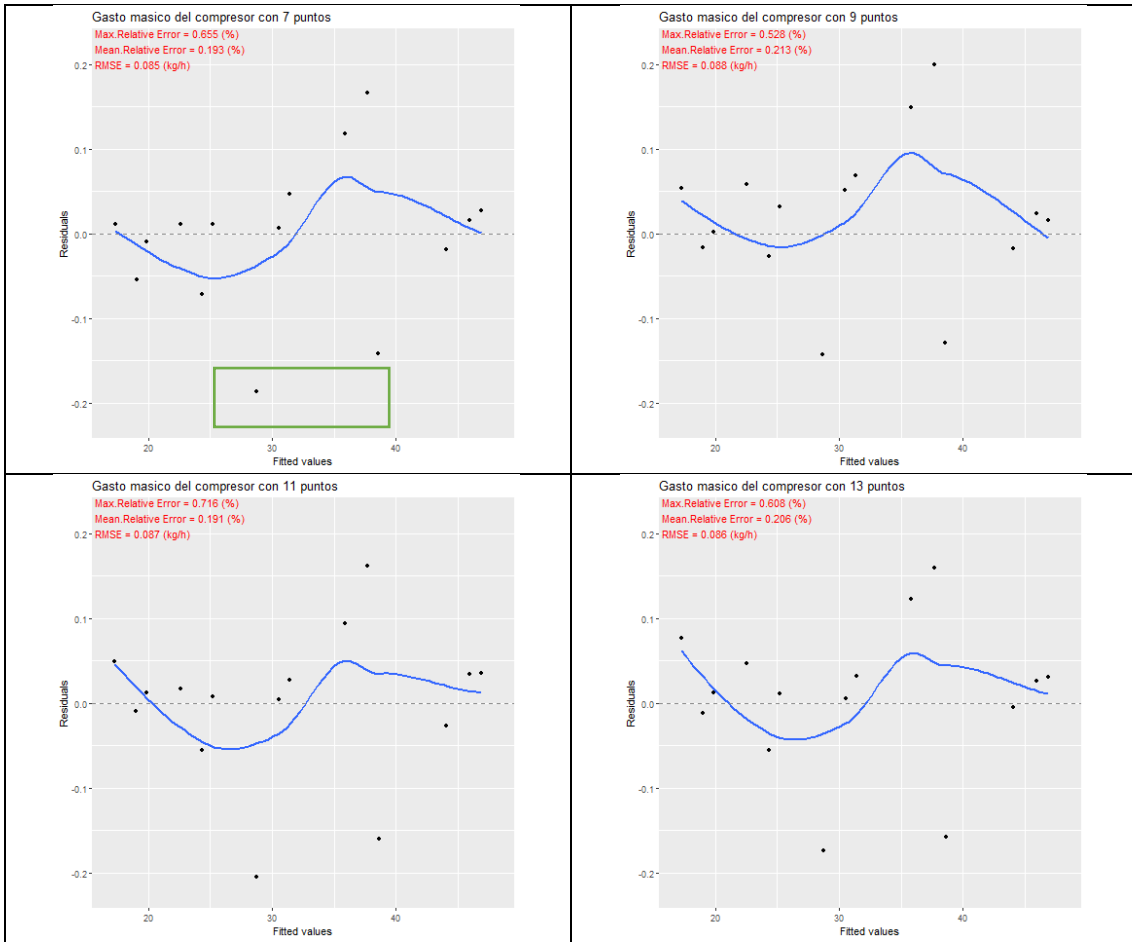 Gasto masico del compresor con 7 puntos
Max.Relative Error = 0.655 (%)
Mean.Relative Error = 0.193 (%)
RMSE = 0.085 (kg/h)
0.2
0.1
0.0
-0.1
-0.2
Residuals
20 30 40
Fitted values
Gasto masico del compresor con 9 puntos
Max.Relative Error = 0.528 (%)
Mean.Relative Error = 0.213 (%)
RMSE = 0.088 (kg/h)
0.2
0.1
0.0
-0.1
-0.2
Residuals
20 30 40
Fitted values
Gasto masico del compresor con 11 puntos
Max.Relative Error = 0.716 (%)
Mean.Relative Error = 0.191 (%)
RMSE = 0.087 (kg/h)
0.2
0.1
0.0
-0.1
-0.2
Residuals
20 30 40
Fitted values
Gasto masico del compresor con 13 puntos
Max.Relative Error = 0.608 (%)
Mean.Relative Error = 0.206 (%)
RMSE = 0.086 (kg/h)
0.2
0.1
0.0
-0.1
-0.2
Residuals
20 30 40
Fitted values